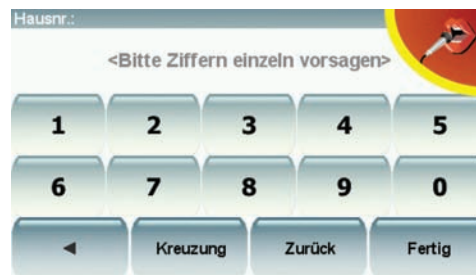 Hausnr.:
<Bitte Ziffern einzeln vorsagen>
1 2 3 4 5
6 7 8 9 0
◄ Kreuzung Zurück Fertig